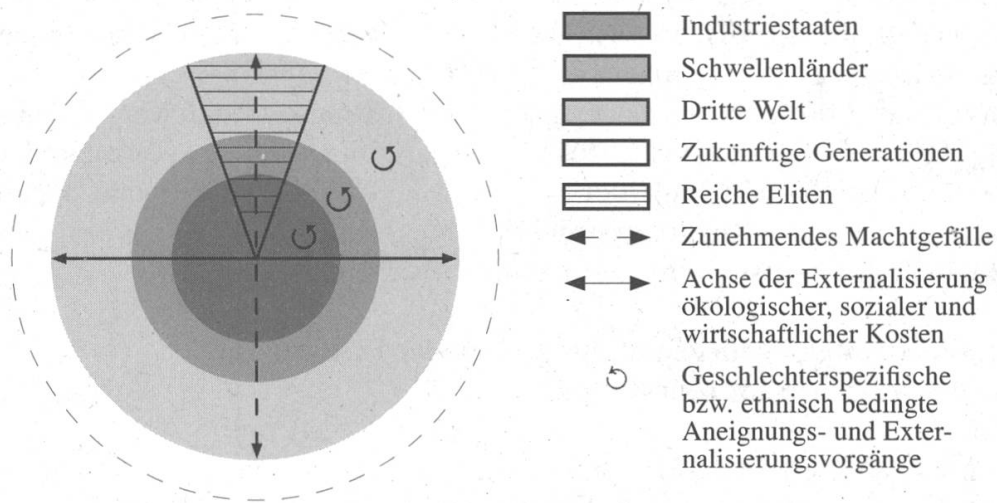 Industriestaaten
Schwellenländer
Dritte Welt
Zukünftige Generationen
Reiche Eliten
Zunehmendes Machtgefälle
Achse der Externalisierung
ökologischer, sozialer und
wirtschaftlicher Kosten
Geschlechterspezifische
bzw. ethnisch bedingte
Aneignungs- und Exter-
nalisierungsvorgänge